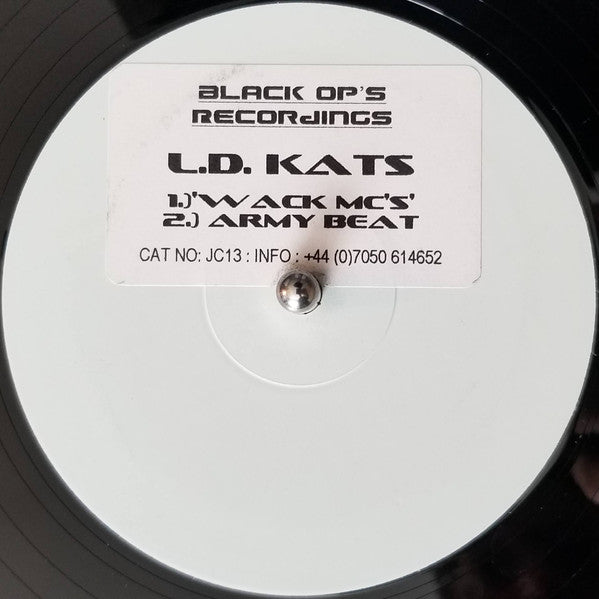 BLACK OP'S
RECORDINGS
L.D. KATS
1.) 'WACK MC'S'
2.) ARMY BEAT
CAT NO: JC13 : INFO : +44 (0)7050 614652